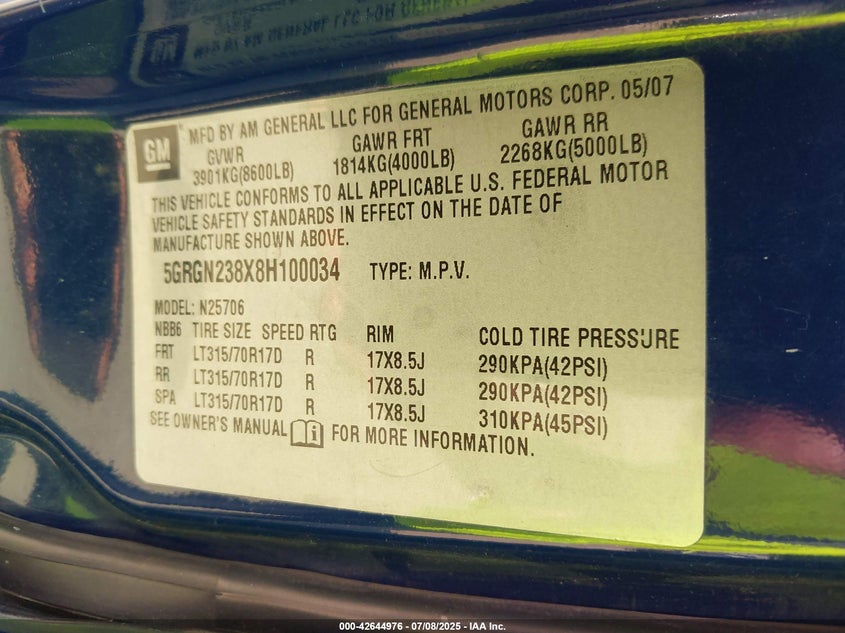 GM
MFD BY AM GENERAL LLC FOR GENERAL MOTORS CORP. 05/07
GVWR GAWR FRT GAWR RR
3901KG(8600LB) 1814KG(4000LB) 2268KG(5000LB)
THIS VEHICLE CONFORMS TO ALL APPLICABLE U.S. FEDERAL MOTOR
VEHICLE SAFETY STANDARDS IN EFFECT ON THE DATE OF
MANUFACTURE SHOWN ABOVE.
5GRGN238X8H100034 TYPE: M.P.V.
MODEL: N25706
NBB6 TIRE SIZE SPEED RTG RIM COLD TIRE PRESSURE
FRT LT315/70R17D R 17X8.5J 290KPA(42PSI)
RR LT315/70R17D R 17X8.5J 290KPA(42PSI)
SPA LT315/70R17D R 17X8.5J 310KPA(45PSI)
SEE OWNER'S MANUAL FOR MORE INFORMATION.
000-42644976 - 07/08/2025 - IAA Inc.